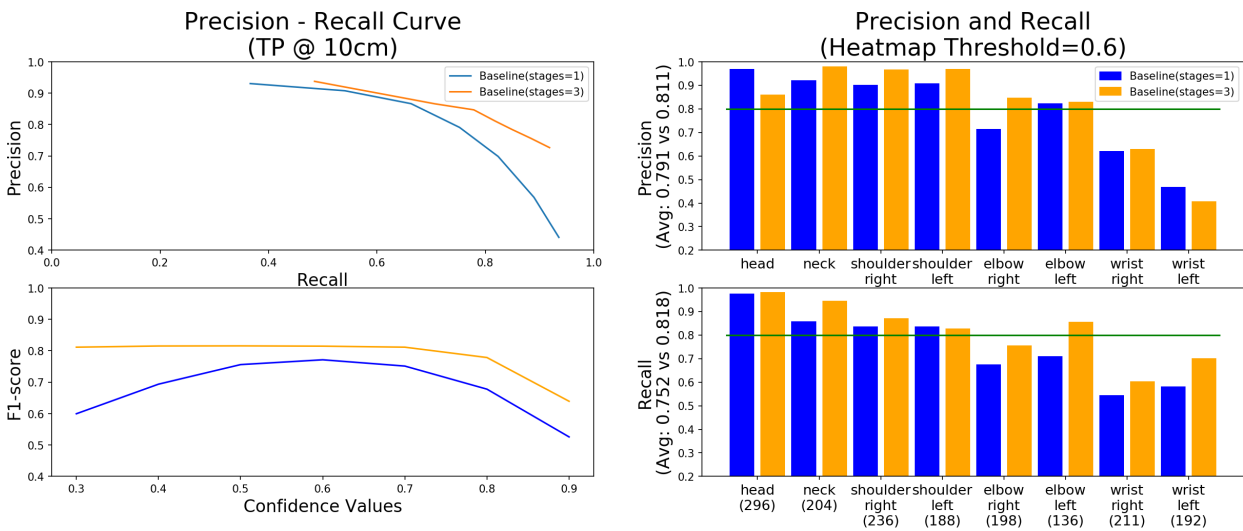 Precision - Recall Curve
(TP @ 10cm)
Precision
1.0
0.9
0.8
0.7
0.6
0.5
0.4
0.0
0.2
0.4
0.6
0.8
1.0
Recall
Baseline(stages=1)
Baseline(stages=3)
F1-score
1.0
0.9
0.8
0.7
0.6
0.5
0.4
0.3
0.4
0.5
0.6
0.7
0.8
0.9
Confidence Values
Precision and Recall
(Heatmap Threshold=0.6)
Precision
(Avg: 0.791 vs 0.811)
1.0
0.9
0.8
0.7
0.6
0.5
0.4
0.3
0.2
Baseline(stages=1)
Baseline(stages=3)
head
neck
shoulder
right
shoulder
left
elbow
right
elbow
left
wrist
right
wrist
left
Recall
(Avg: 0.752 vs 0.818)
1.0
0.9
0.8
0.7
0.6
0.5
0.4
0.3
0.2
head
(296)
neck
(204)
shoulder
right
(236)
shoulder
left
(188)
elbow
right
(198)
elbow
left
(136)
wrist
right
(211)
wrist
left
(192)